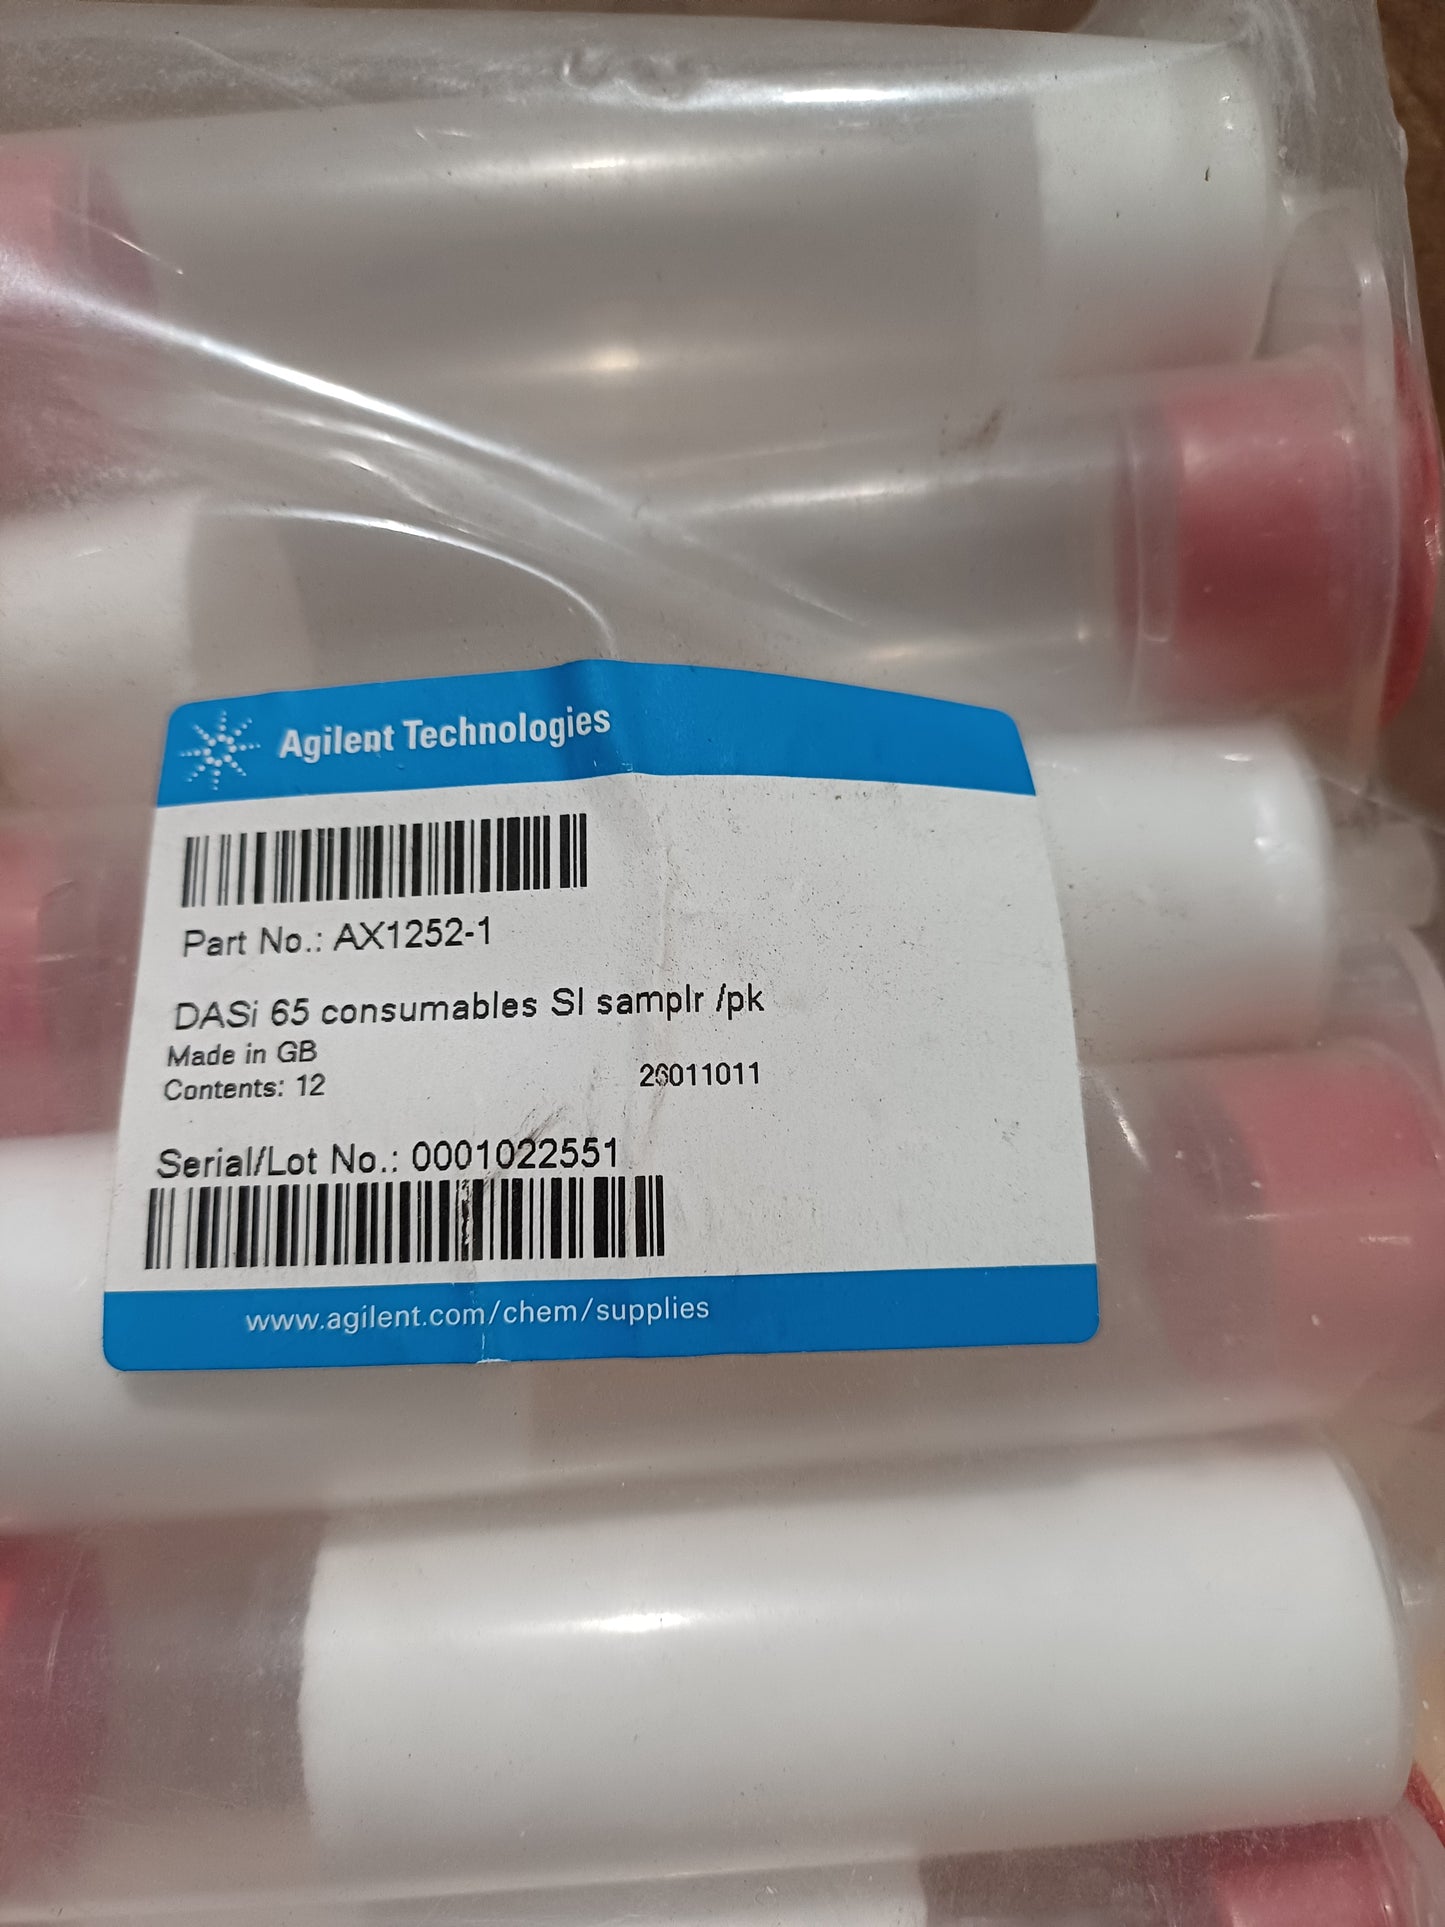 Agilent Technologies
Part No.: AX1252-1
DASi 65 consumables SI samplr /pk
Made in GB
Contents: 12
26011011
Serial/Lot No.: 0001022551
www.agilent.com/chem/supplies